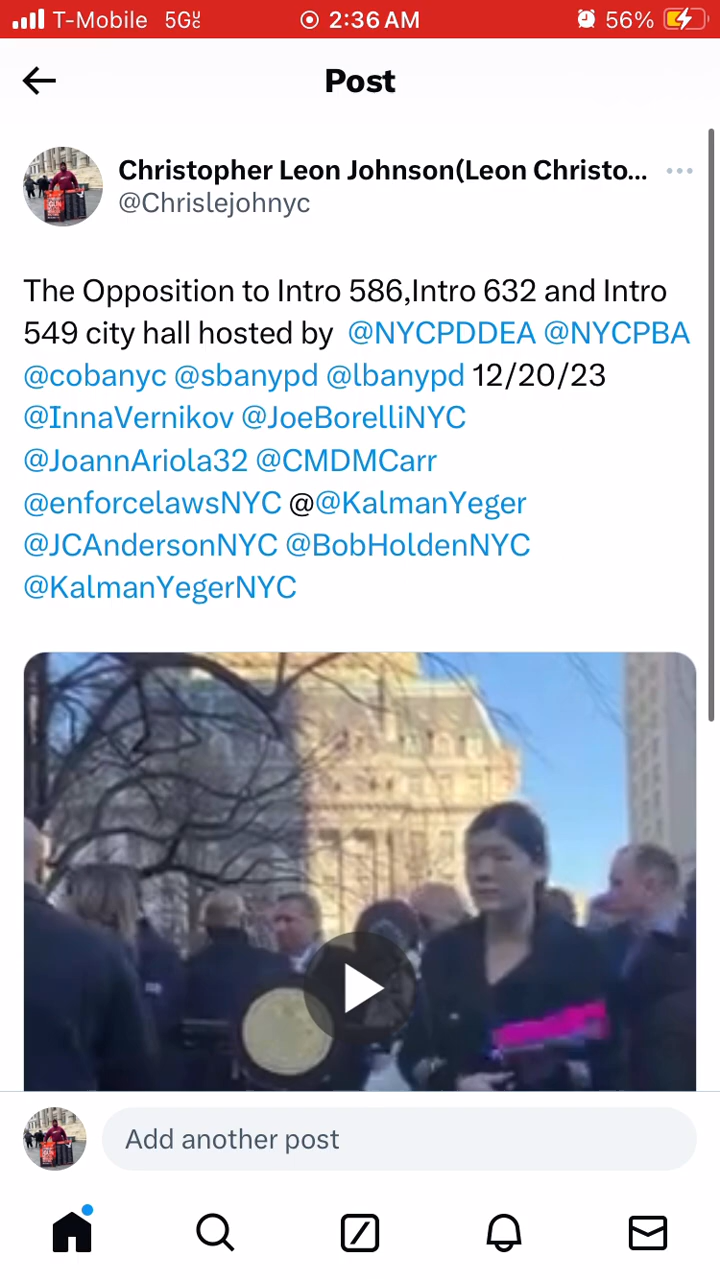 T-Mobile 5G 2:36 AM 56%
Post
Christopher Leon Johnson(Leon Christo...
@Chrislejohnyc
The Opposition to Intro 586,Intro 632 and Intro
549 city hall hosted by @NYCPDDEA @NYCPBA
@cobanyc @sbanypd @lbanypd 12/20/23
@InnaVernikov @JoeBorelliNYC
@JoannAriola32 @CMDMCarr
@enforcelawsNYC @@KalmanYeger
@JCAndersonNYC @BobHoldenNYC
@KalmanYegerNYC
Add another post